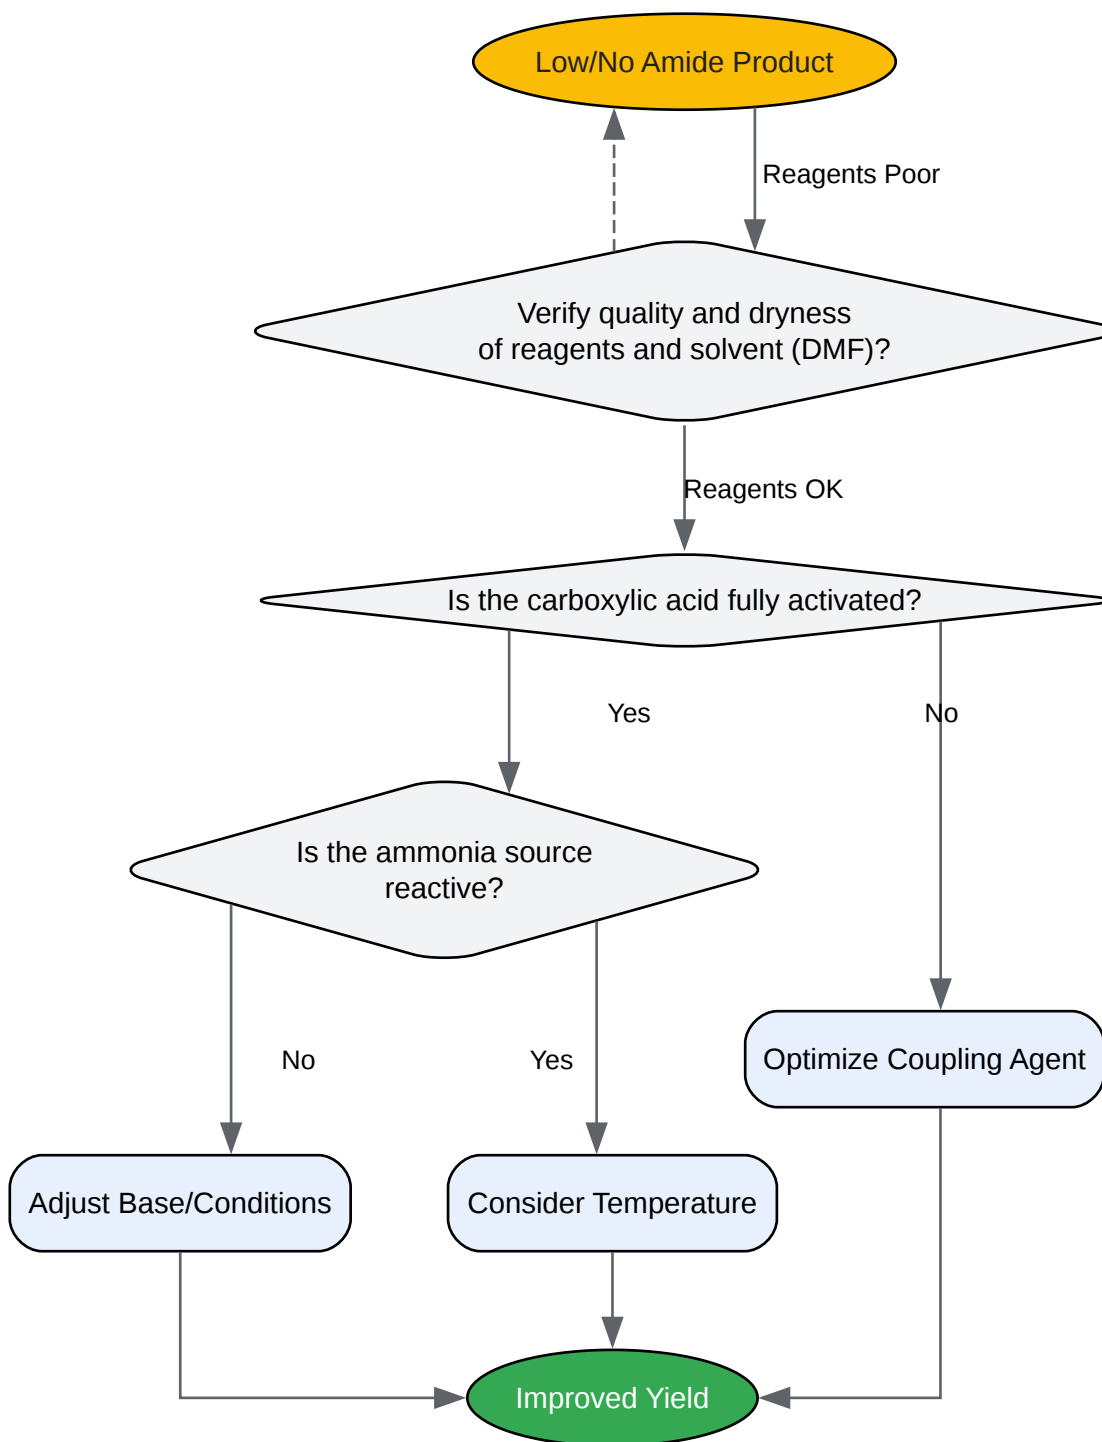 Low/No Amide Product
Reagents Poor
Verify quality and dryness
of reagents and solvent (DMF)?
Reagents OK
Is the carboxylic acid fully activated?
Yes
No
Is the ammonia source
reactive?
No
Yes
Optimize Coupling Agent
Adjust Base/Conditions
Consider Temperature
Improved Yield